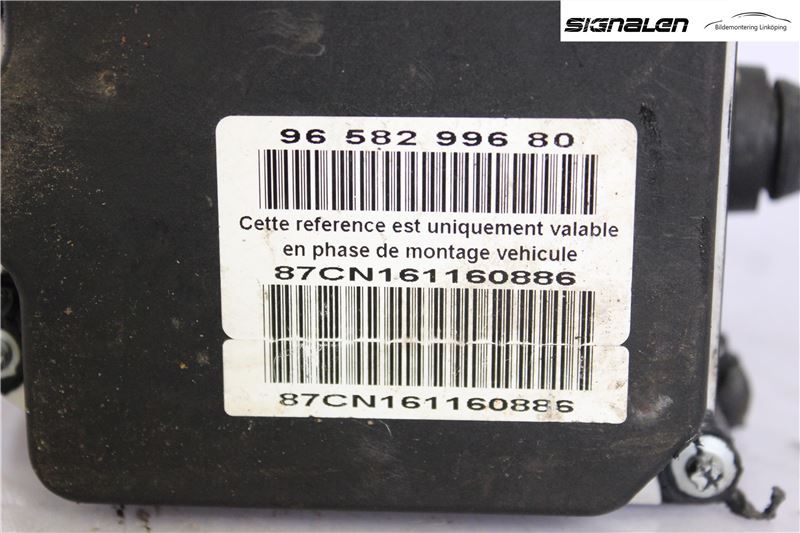 SIGNALEN
Bildemontering Linköping
96 582 996 80
Cette reference est uniquement valable
en phase de montage vehicule
87CN161160886
87CN161160886